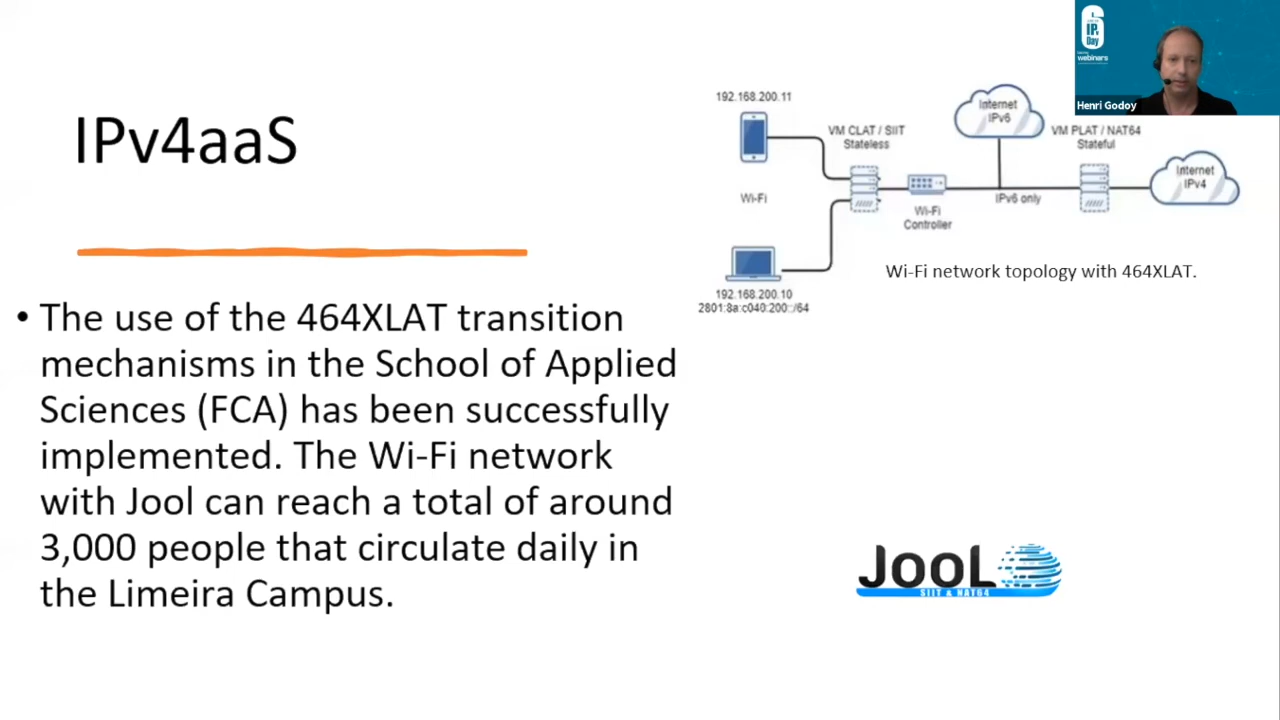 IPv4aaS
• The use of the 464XLAT transition
mechanisms in the School of Applied
Sciences (FCA) has been successfully
implemented. The Wi-Fi network
with Jool can reach a total of around
3,000 people that circulate daily in
the Limeira Campus.
192.168.200.11
VM CLAT / SIIT
Stateless
Internet
IPv6
VM PLAT / NAT64
Stateful
Internet
IPv4
Wi-Fi
Wi-Fi
Controller
IPv6 only
192.168.200.10
2801:8a:c040:200::/64
Wi-Fi network topology with 464XLAT.
JOOL
SIIT & NAT64
6
IPv
Day
webinars
Henri Godoy